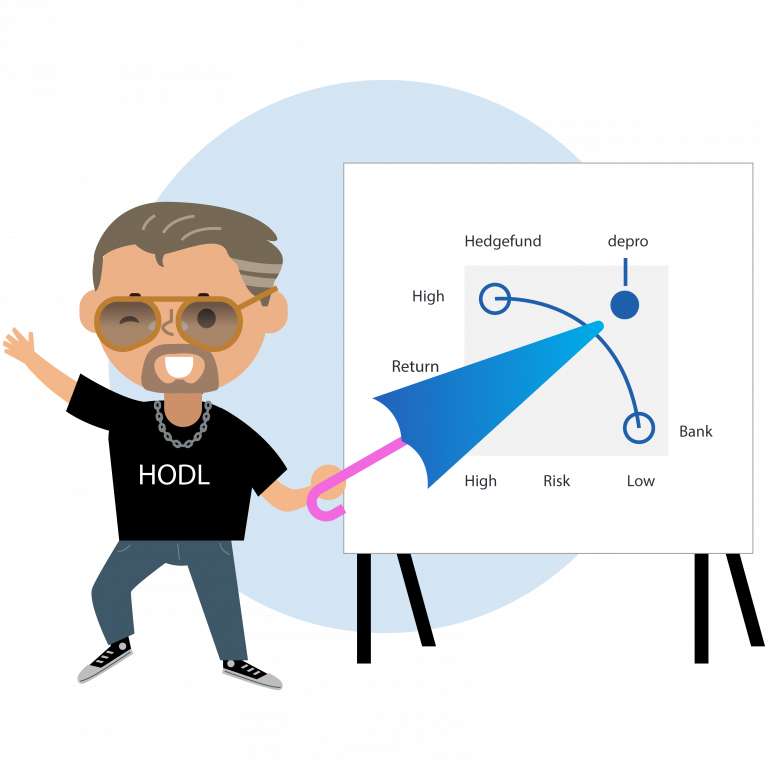 Hedgefund depro
High
Return
Bank
High Risk Low
HODL